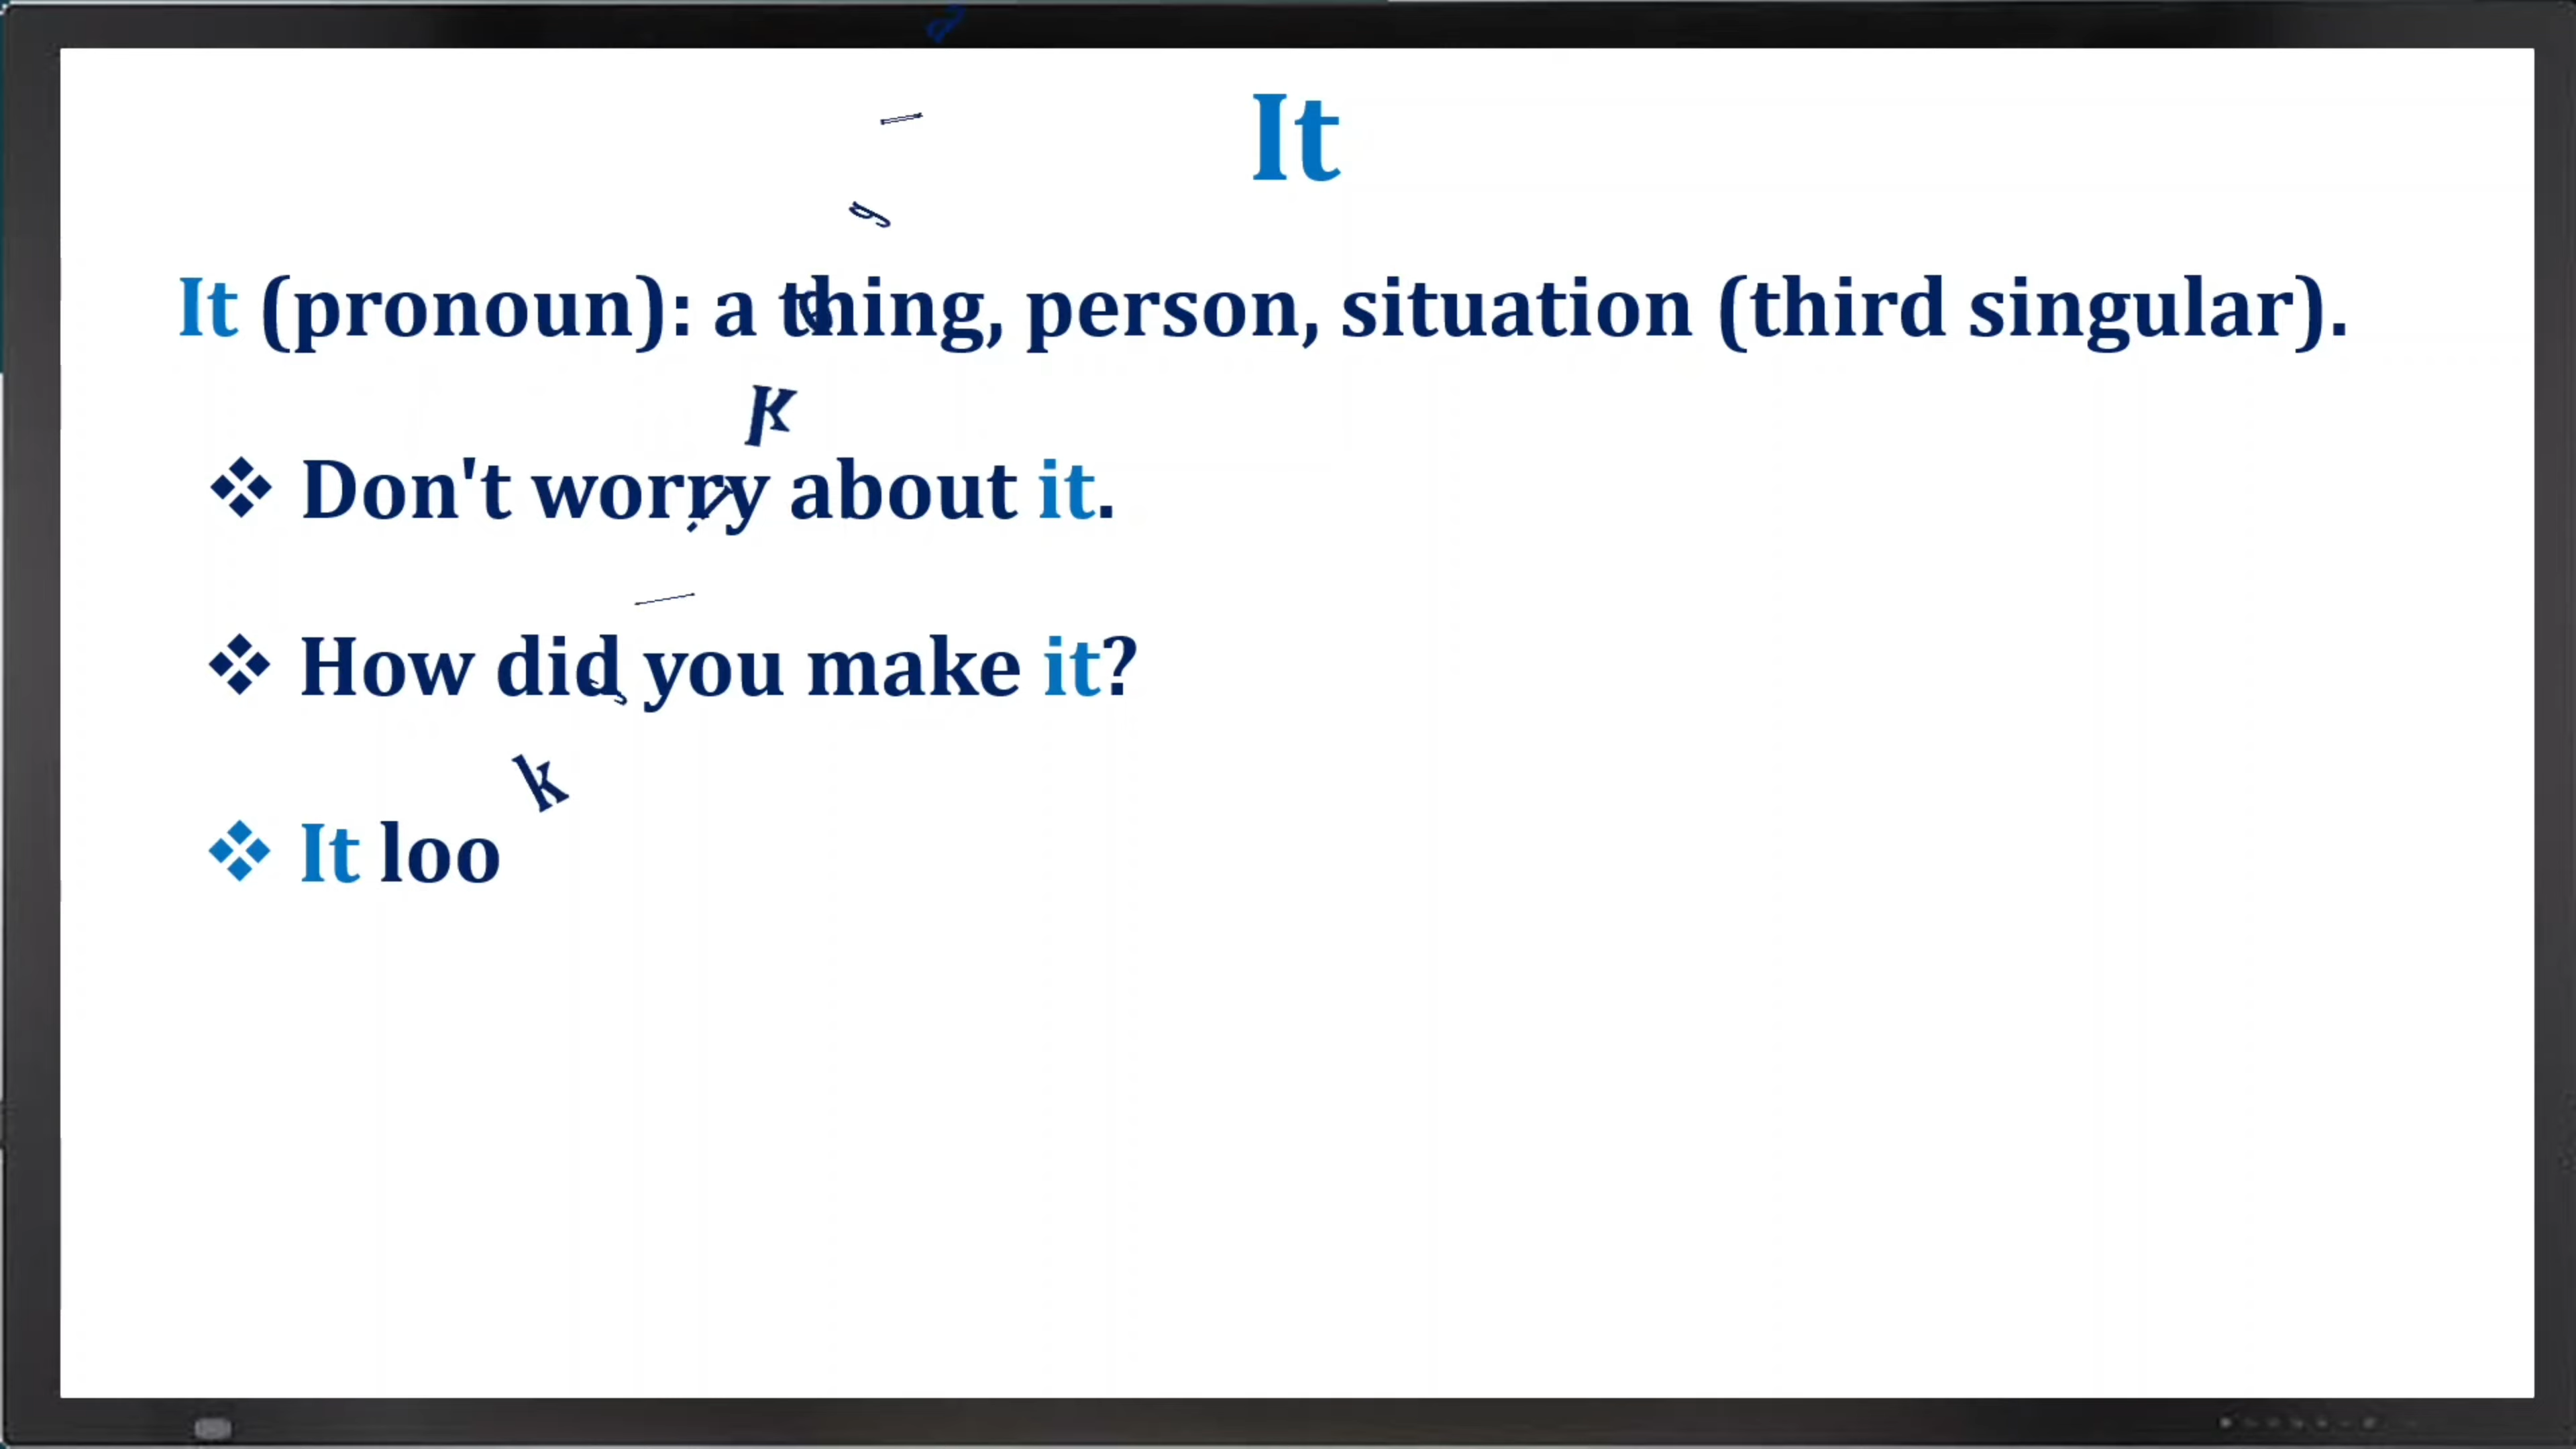 It
It (pronoun): a thing, person, situation (third singular).
Don't worry about it.
How did you make it?
It loo k